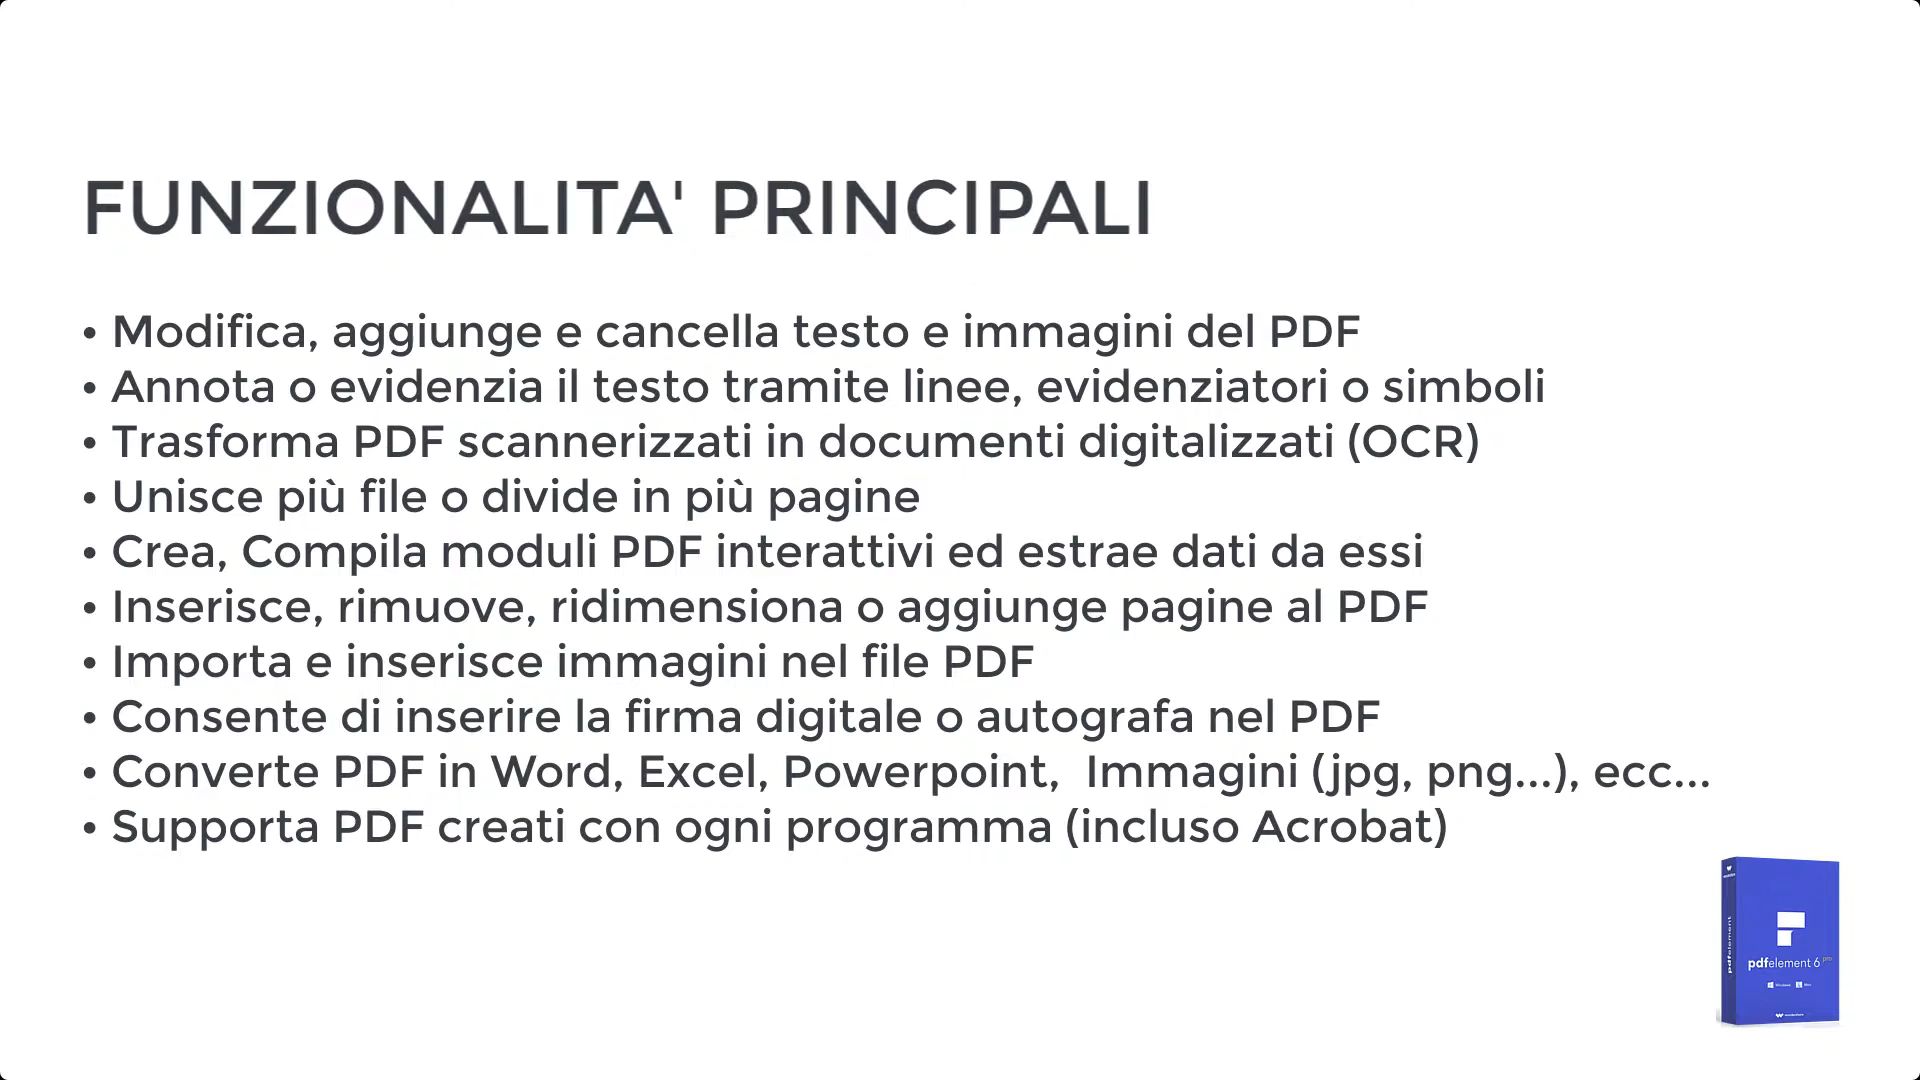 FUNZIONALITA' PRINCIPALI
• Modifica, aggiunge e cancella testo e immagini del PDF
• Annota o evidenzia il testo tramite linee, evidenziatori o simboli
• Trasforma PDF scannerizzati in documenti digitalizzati (OCR)
• Unisce più file o divide in più pagine
• Crea, Compila moduli PDF interattivi ed estrae dati da essi
• Inserisce, rimuove, ridimensiona o aggiunge pagine al PDF
• Importa e inserisce immagini nel file PDF
• Consente di inserire la firma digitale o autografa nel PDF
• Converte PDF in Word, Excel, Powerpoint,  Immagini (jpg, png...), ecc...
• Supporta PDF creati con ogni programma (incluso Acrobat)
pdfelement
pdfelement 6 pro
Windows